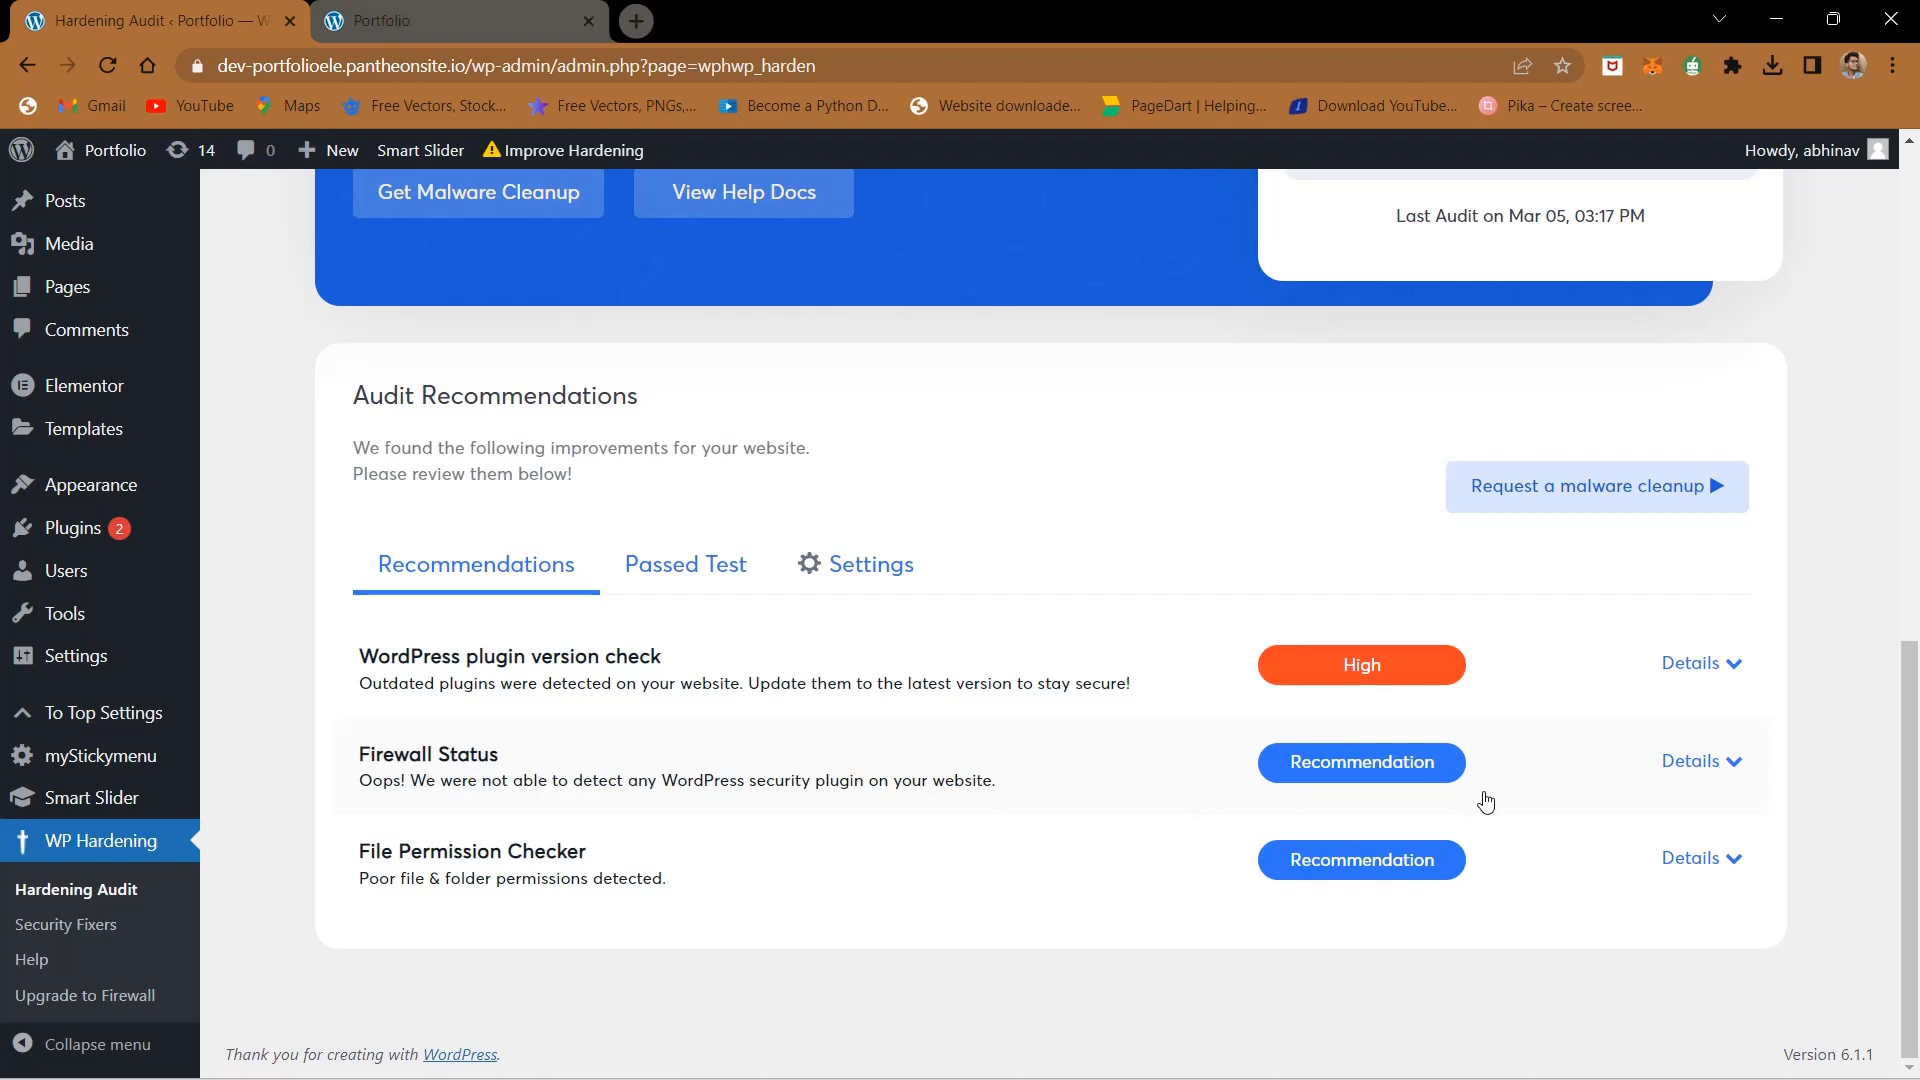 Hardening Audit ‹ Portfolio — W
Portfolio
dev-portfolioele.pantheonsite.io/wp-admin/admin.php?page=wphwp_harden
Gmail
YouTube
Maps
Free Vectors, Stock...
Free Vectors, PNGs,...
Become a Python D...
Website downloade...
PageDart | Helping...
Download YouTube...
Pika – Create scree...
Portfolio
14
0
New
Smart Slider
Improve Hardening
Howdy, abhinav
Posts
Media
Pages
Comments
Elementor
Templates
Appearance
Plugins 2
Users
Tools
Settings
To Top Settings
myStickymenu
Smart Slider
WP Hardening
Hardening Audit
Security Fixers
Help
Upgrade to Firewall
Collapse menu
Get Malware Cleanup
View Help Docs
Last Audit on Mar 05, 03:17 PM
Audit Recommendations
We found the following improvements for your website.
Please review them below!
Request a malware cleanup
Recommendations
Passed Test
Settings
WordPress plugin version check
Outdated plugins were detected on your website. Update them to the latest version to stay secure!
High
Details
Firewall Status
Oops! We were not able to detect any WordPress security plugin on your website.
Recommendation
Details
File Permission Checker
Poor file & folder permissions detected.
Recommendation
Details
Thank you for creating with WordPress.
Version 6.1.1